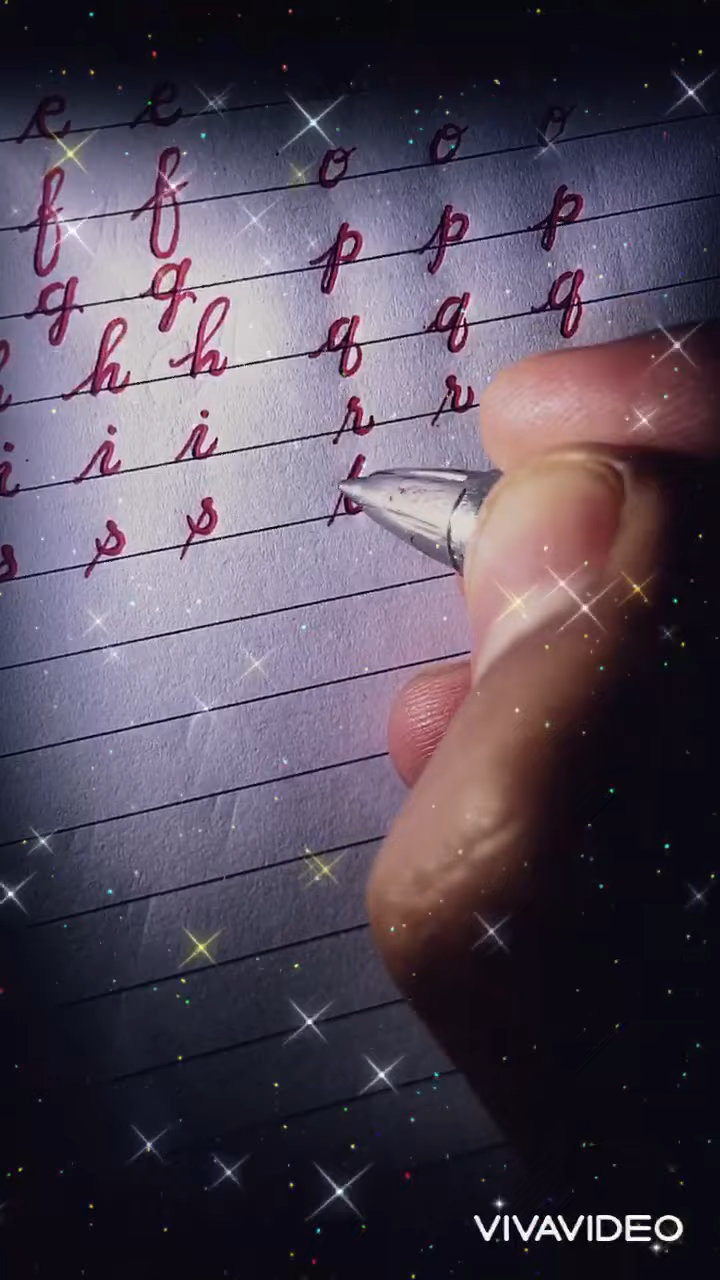 e e o o o
f f p p p
g g q q q
h h h r r
i i i
s s s
VIVAVIDEO